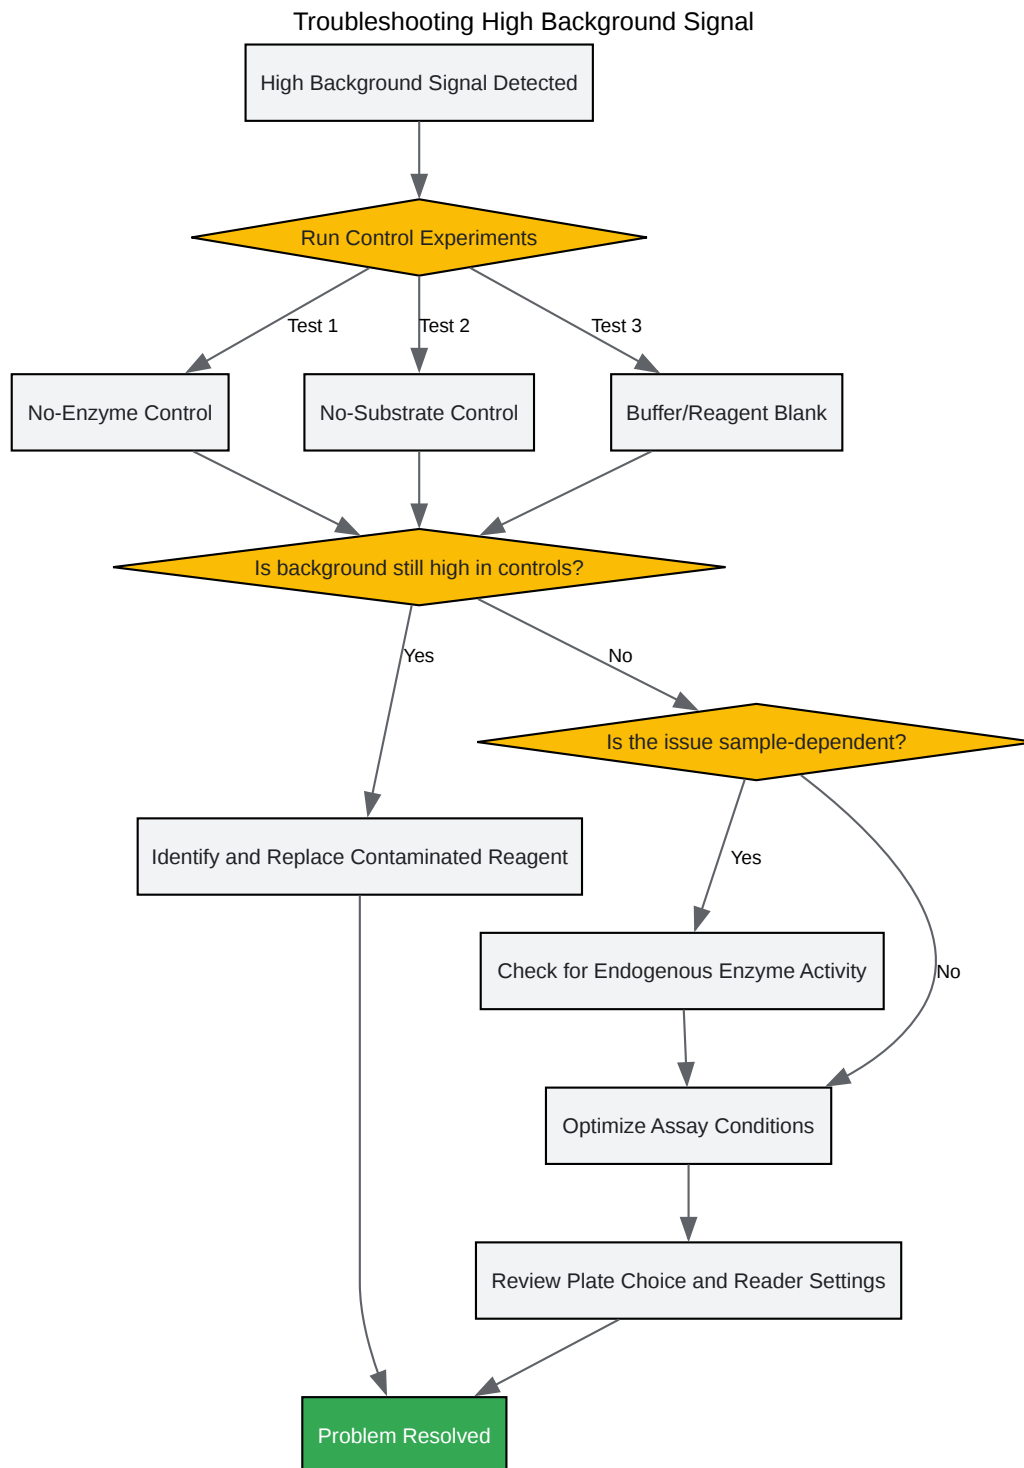 Troubleshooting High Background Signal
High Background Signal Detected
Run Control Experiments
Test 1
Test 2
Test 3
No-Enzyme Control
No-Substrate Control
Buffer/Reagent Blank
Is background still high in controls?
Yes
No
Is the issue sample-dependent?
Identify and Replace Contaminated Reagent
Yes
Check for Endogenous Enzyme Activity
No
Optimize Assay Conditions
Review Plate Choice and Reader Settings
Problem Resolved